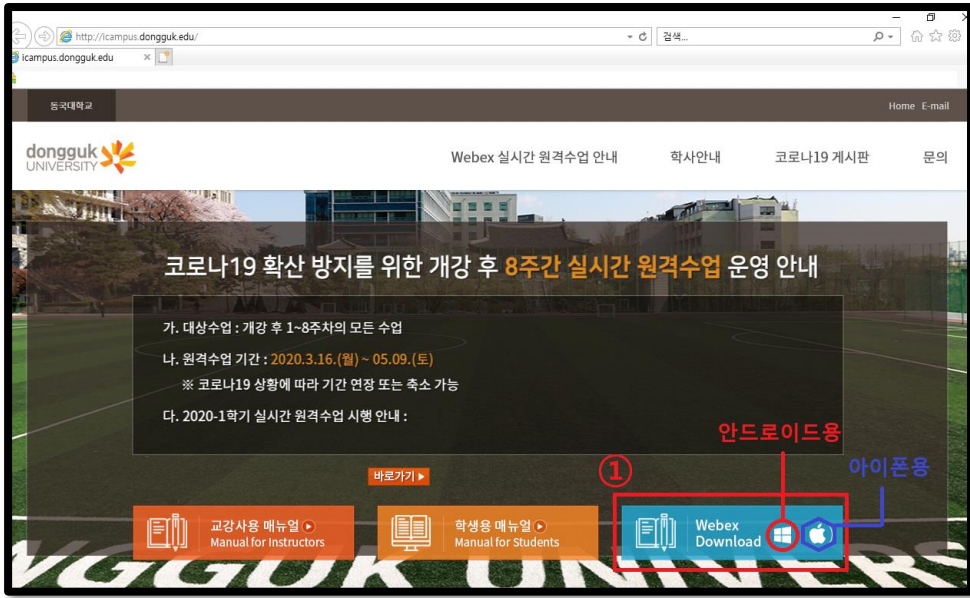 http://icampus.dongguk.edu/
검색...
icampus.dongguk.edu
동국대학교
Home E-mail
dongguk
UNIVERSITY
Webex 실시간 원격수업 안내 학사안내 코로나19 게시판 문의
코로나19 확산 방지를 위한 개강 후 8주간 실시간 원격수업 운영 안내
가. 대상수업 : 개강 후 1~8주차의 모든 수업
나. 원격수업 기간 : 2020.3.16.(월) ~ 05.09.(토)
※ 코로나19 상황에 따라 기간 연장 또는 축소 가능
다. 2020-1학기 실시간 원격수업 시행 안내 :
안드로이드용
아이폰용
①
바로가기
교강사용 매뉴얼
Manual for Instructors
학생용 매뉴얼
Manual for Students
Webex
Download